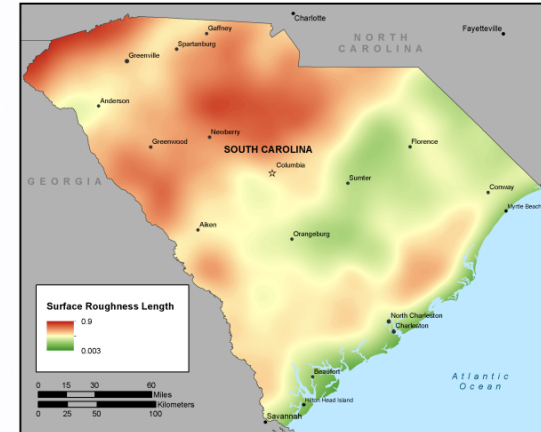 Charlotte
Gaffney
NORTH
CAROLINA
Fayetteville
Spartanburg
Greenville
Anderson
Newberry
Greenwood
SOUTH CAROLINA
Florence
GEORGIA
Columbia
Sumter
Conway
Myrtle Beach
Aiken
Orangeburg
Surface Roughness Length
0.9
0.003
North Charleston
Charleston
Beaufort
Atlantic
Ocean
0 15 30 60
Miles
Kilometers
0 25 50 100
Hilton Head Island
Savannah